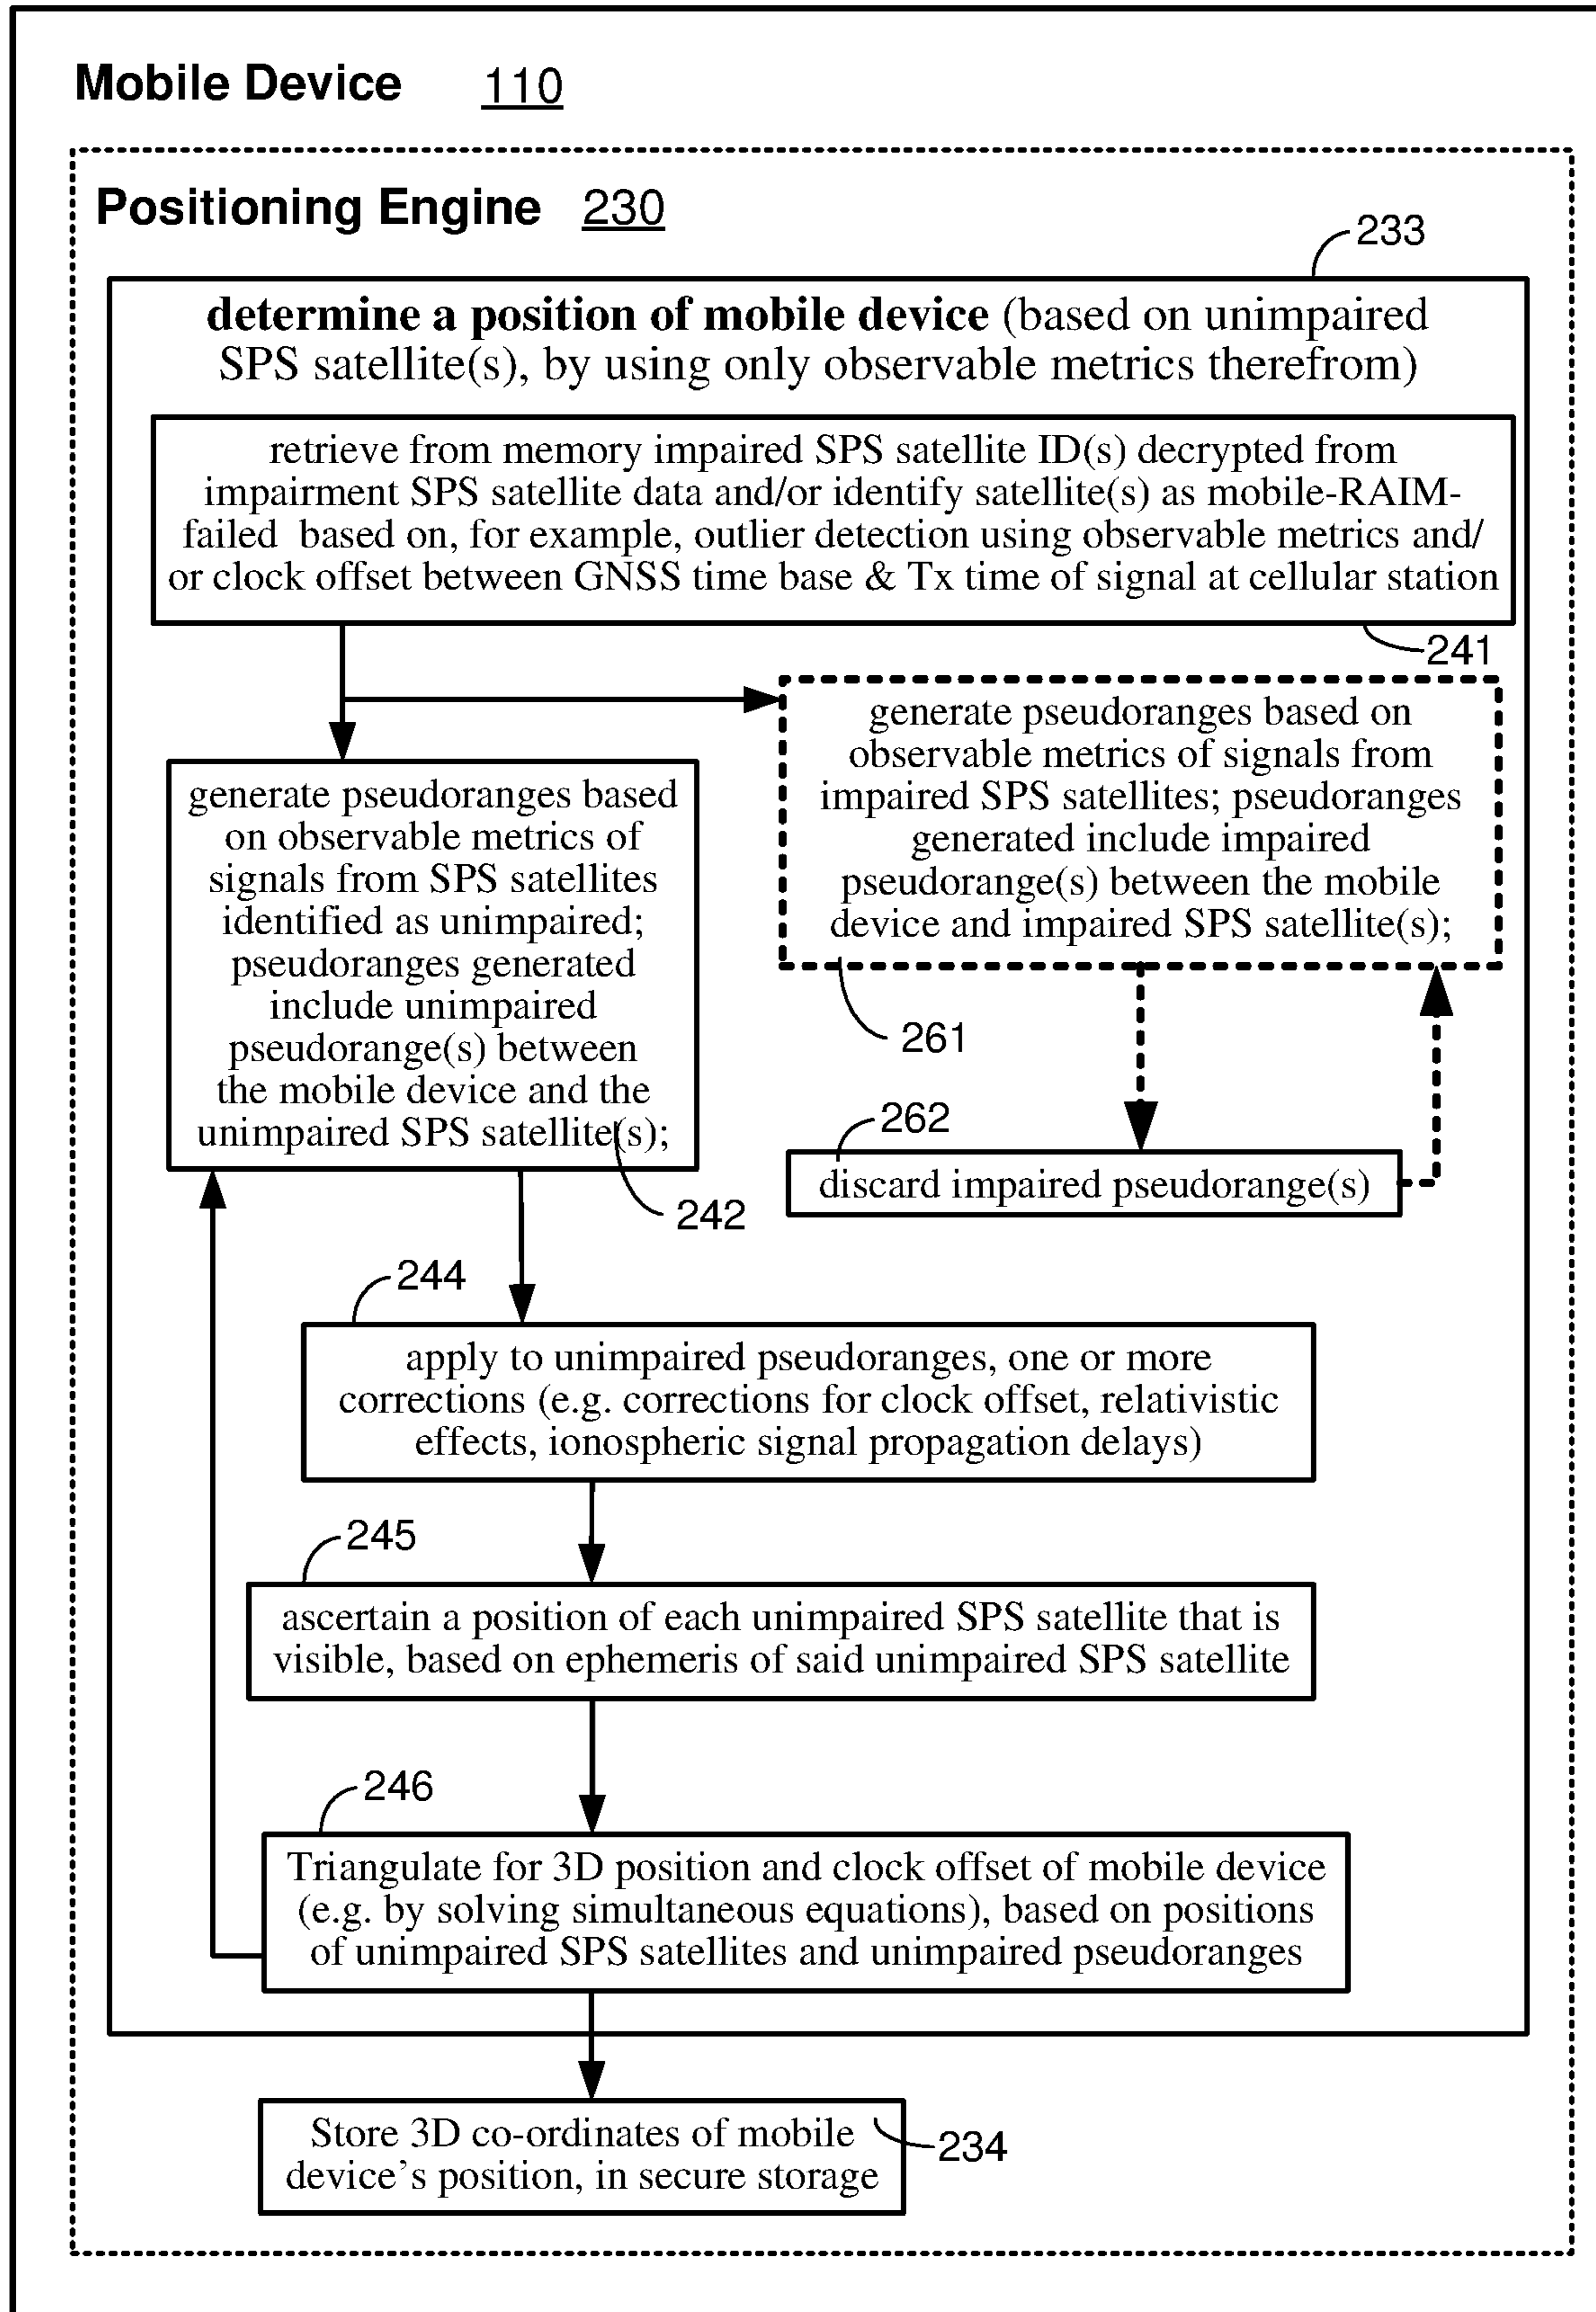 Mobile Device 110
Positioning Engine 230
233
determine a position of mobile device (based on unimpaired
SPS satellite(s), by using only observable metrics therefrom)
retrieve from memory impaired SPS satellite ID(s) decrypted from
impairment SPS satellite data and/or identify satellite(s) as mobile-RAIM-
failed based on, for example, outlier detection using observable metrics and/
or clock offset between GNSS time base & Tx time of signal at cellular station
241
generate pseudoranges based on
observable metrics of signals from
impaired SPS satellites; pseudoranges
generated include impaired
pseudorange(s) between the mobile
device and impaired SPS satellite(s);
261
generate pseudoranges based
on observable metrics of
signals from SPS satellites
identified as unimpaired;
pseudoranges generated
include unimpaired
pseudorange(s) between
the mobile device and the
unimpaired SPS satellite(s);
242
262
discard impaired pseudorange(s)
244
apply to unimpaired pseudoranges, one or more
corrections (e.g. corrections for clock offset, relativistic
effects, ionospheric signal propagation delays)
245
ascertain a position of each unimpaired SPS satellite that is
visible, based on ephemeris of said unimpaired SPS satellite
246
Triangulate for 3D position and clock offset of mobile device
(e.g. by solving simultaneous equations), based on positions
of unimpaired SPS satellites and unimpaired pseudoranges
Store 3D co-ordinates of mobile
device's position, in secure storage
234